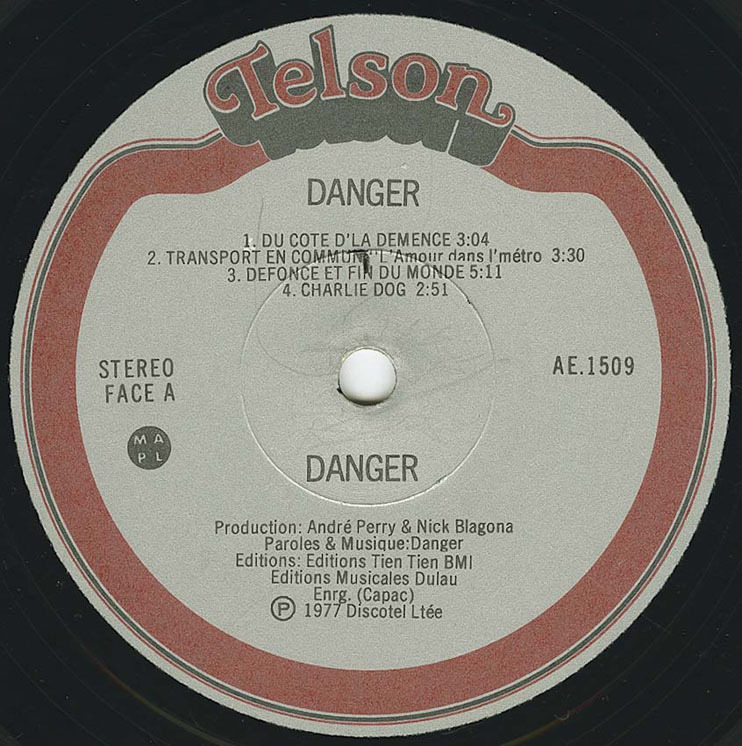 Telson
DANGER
1. DU COTE D'LA DEMENCE 3:04
2. TRANSPORT EN COMMUN "L'Amour dans l'métro 3:30
3. DEFONCE ET FIN DU MONDE 5:11
4. CHARLIE DOG 2:51
STEREO
FACE A
AE.1509
M A
P L
DANGER
Production: André Perry & Nick Blagona
Paroles & Musique:Danger
Editions: Editions Tien Tien BMI
Editions Musicales Dulau
Enrg. (Capac)
Ⓟ 1977 Discotel Ltée